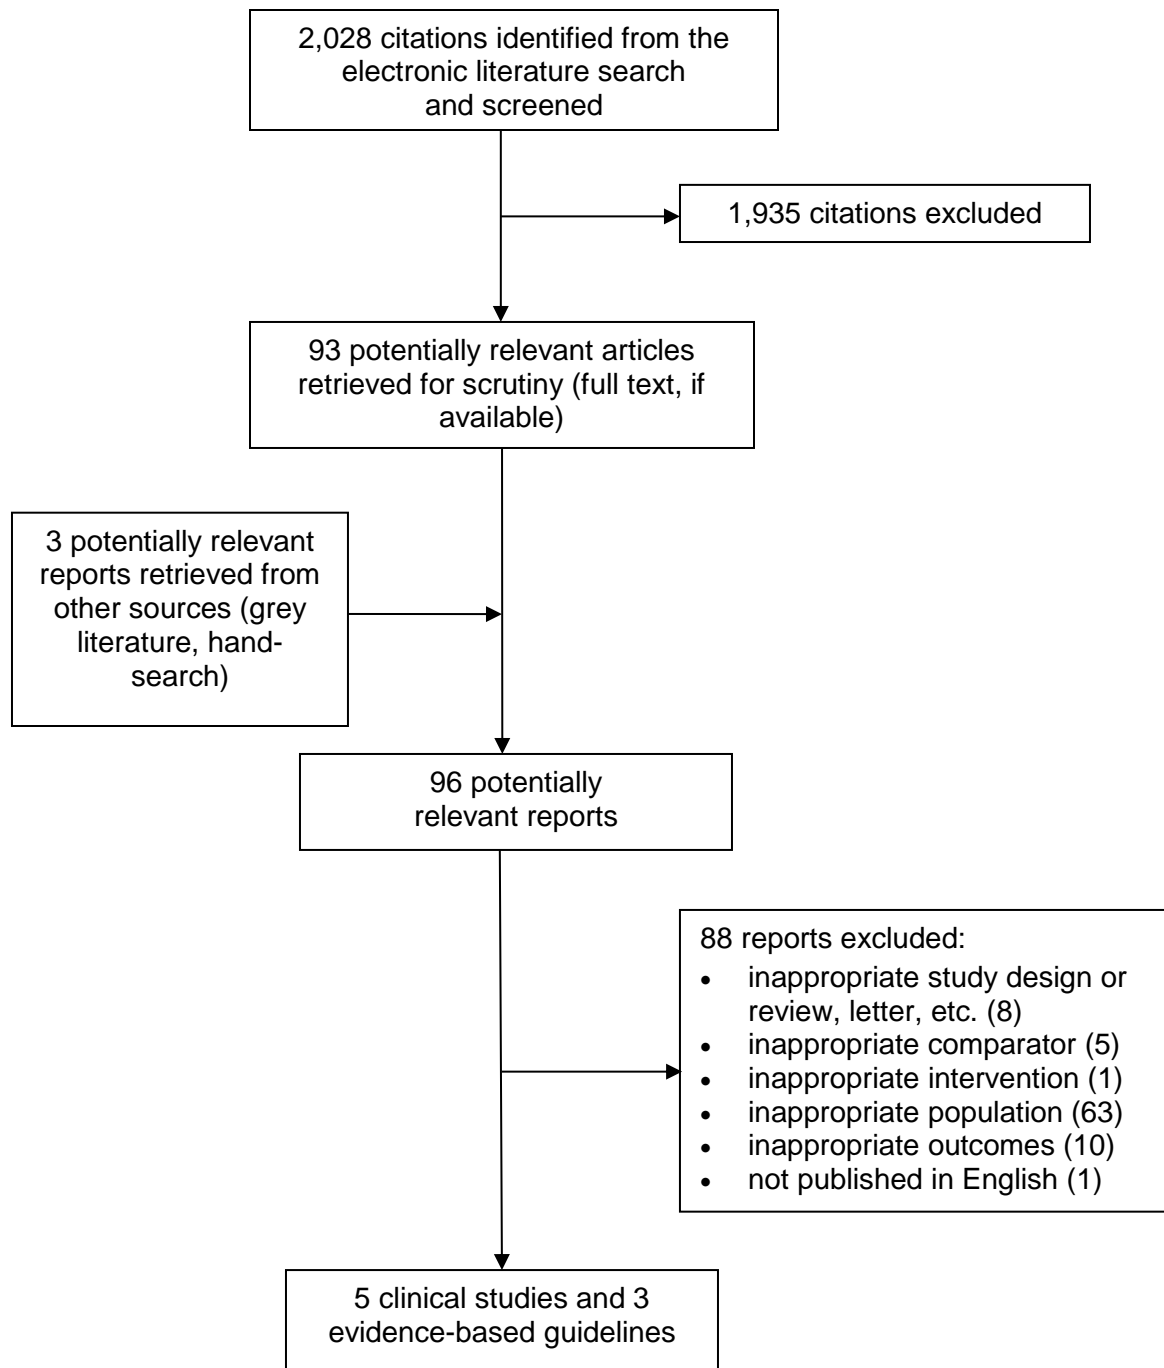 2,028 citations identified from the
electronic literature search
and screened
1,935 citations excluded
93 potentially relevant articles
retrieved for scrutiny (full text, if
available)
3 potentially relevant
reports retrieved from
other sources (grey
literature, hand-
search)
96 potentially
relevant reports
88 reports excluded:
• inappropriate study design or
review, letter, etc. (8)
• inappropriate comparator (5)
• inappropriate intervention (1)
• inappropriate population (63)
• inappropriate outcomes (10)
• not published in English (1)
5 clinical studies and 3
evidence-based guidelines